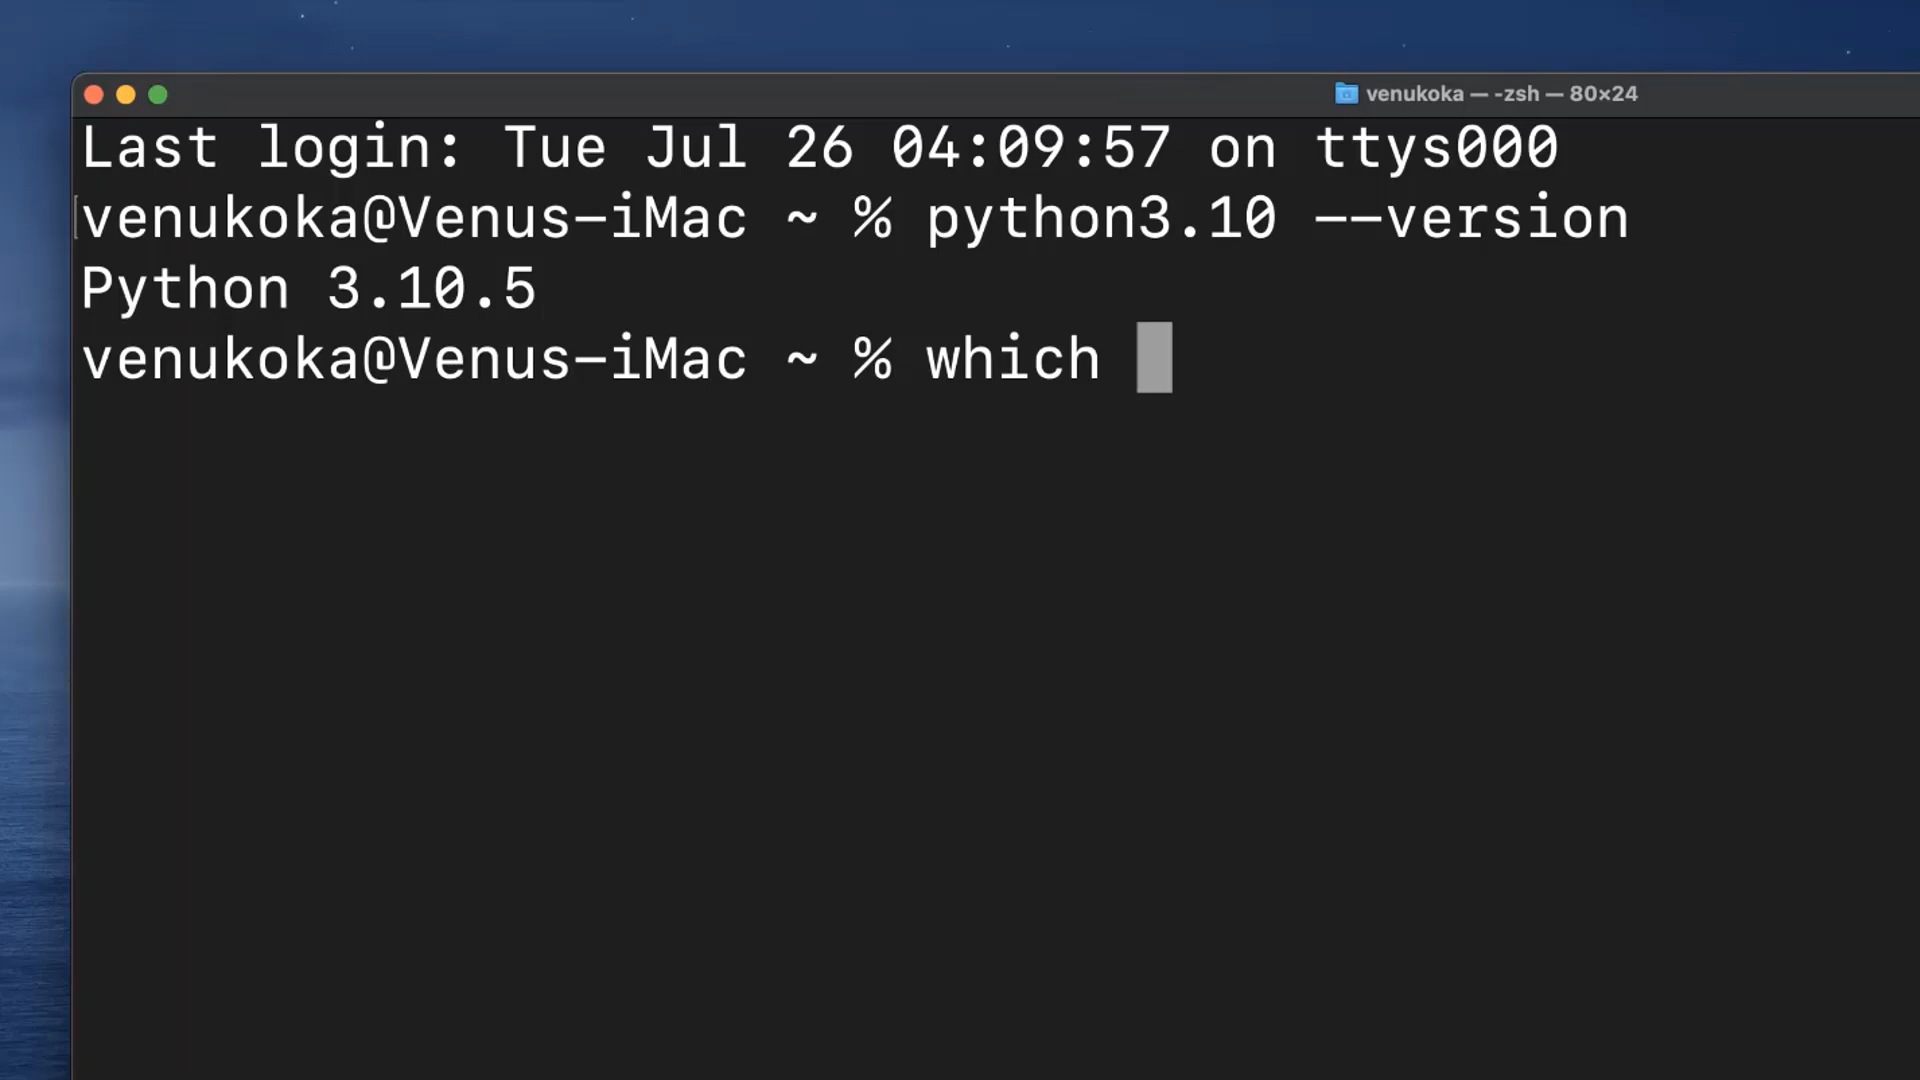 venukoka — -zsh — 80×24
Last login: Tue Jul 26 04:09:57 on ttys000
venukoka@Venus-iMac ~ % python3.10 --version
Python 3.10.5
venukoka@Venus-iMac ~ % which